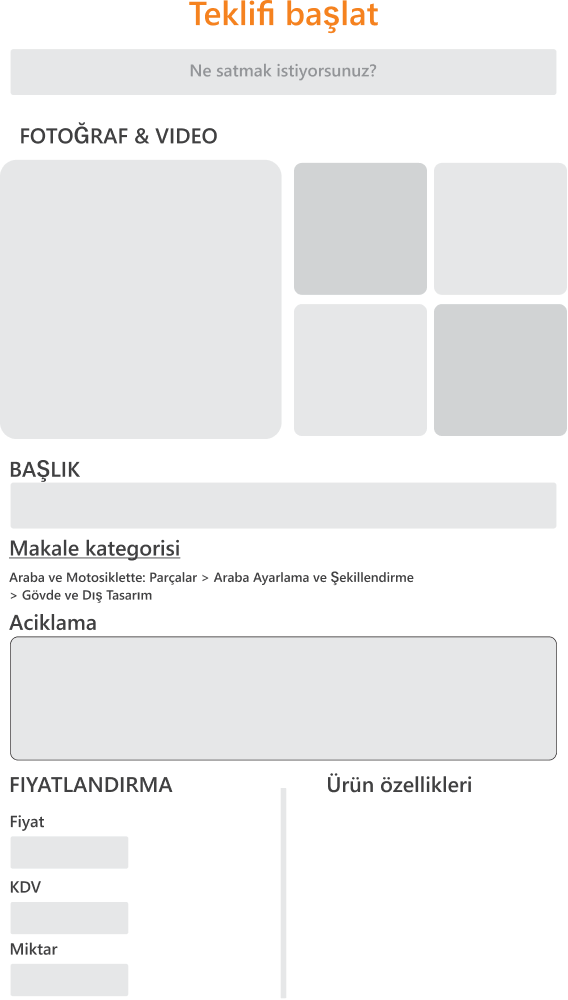 Teklifi başlat
Ne satmak istiyorsunuz?
FOTOĞRAF & VIDEO
BAŞLIK
Makale kategorisi
Araba ve Motosiklette: Parçalar > Araba Ayarlama ve Şekillendirme
> Gövde ve Dış Tasarım
Aciklama
FIYATLANDIRMA
Fiyat
KDV
Miktar
Ürün özellikleri